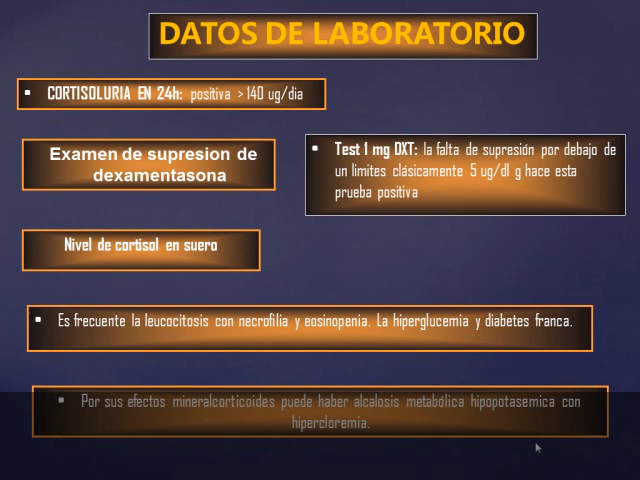 DATOS DE LABORATORIO
• CORTISOLURIA EN 24h: positiva >140 ug/dia
Examen de supresion de
dexamentasona
• Test 1 mg DXT: la falta de supresión por debajo de
un limites clásicamente 5 ug/dl g hace esta
prueba positiva
Nivel de cortisol en suero
• Es frecuente la leucocitosis con necrofilia y eosinopenia. La hiperglucemia y diabetes franca.
• Por sus efectos mineralcorticoides puede haber alcalosis metabólica hipopotasemica con
hipercloremia.